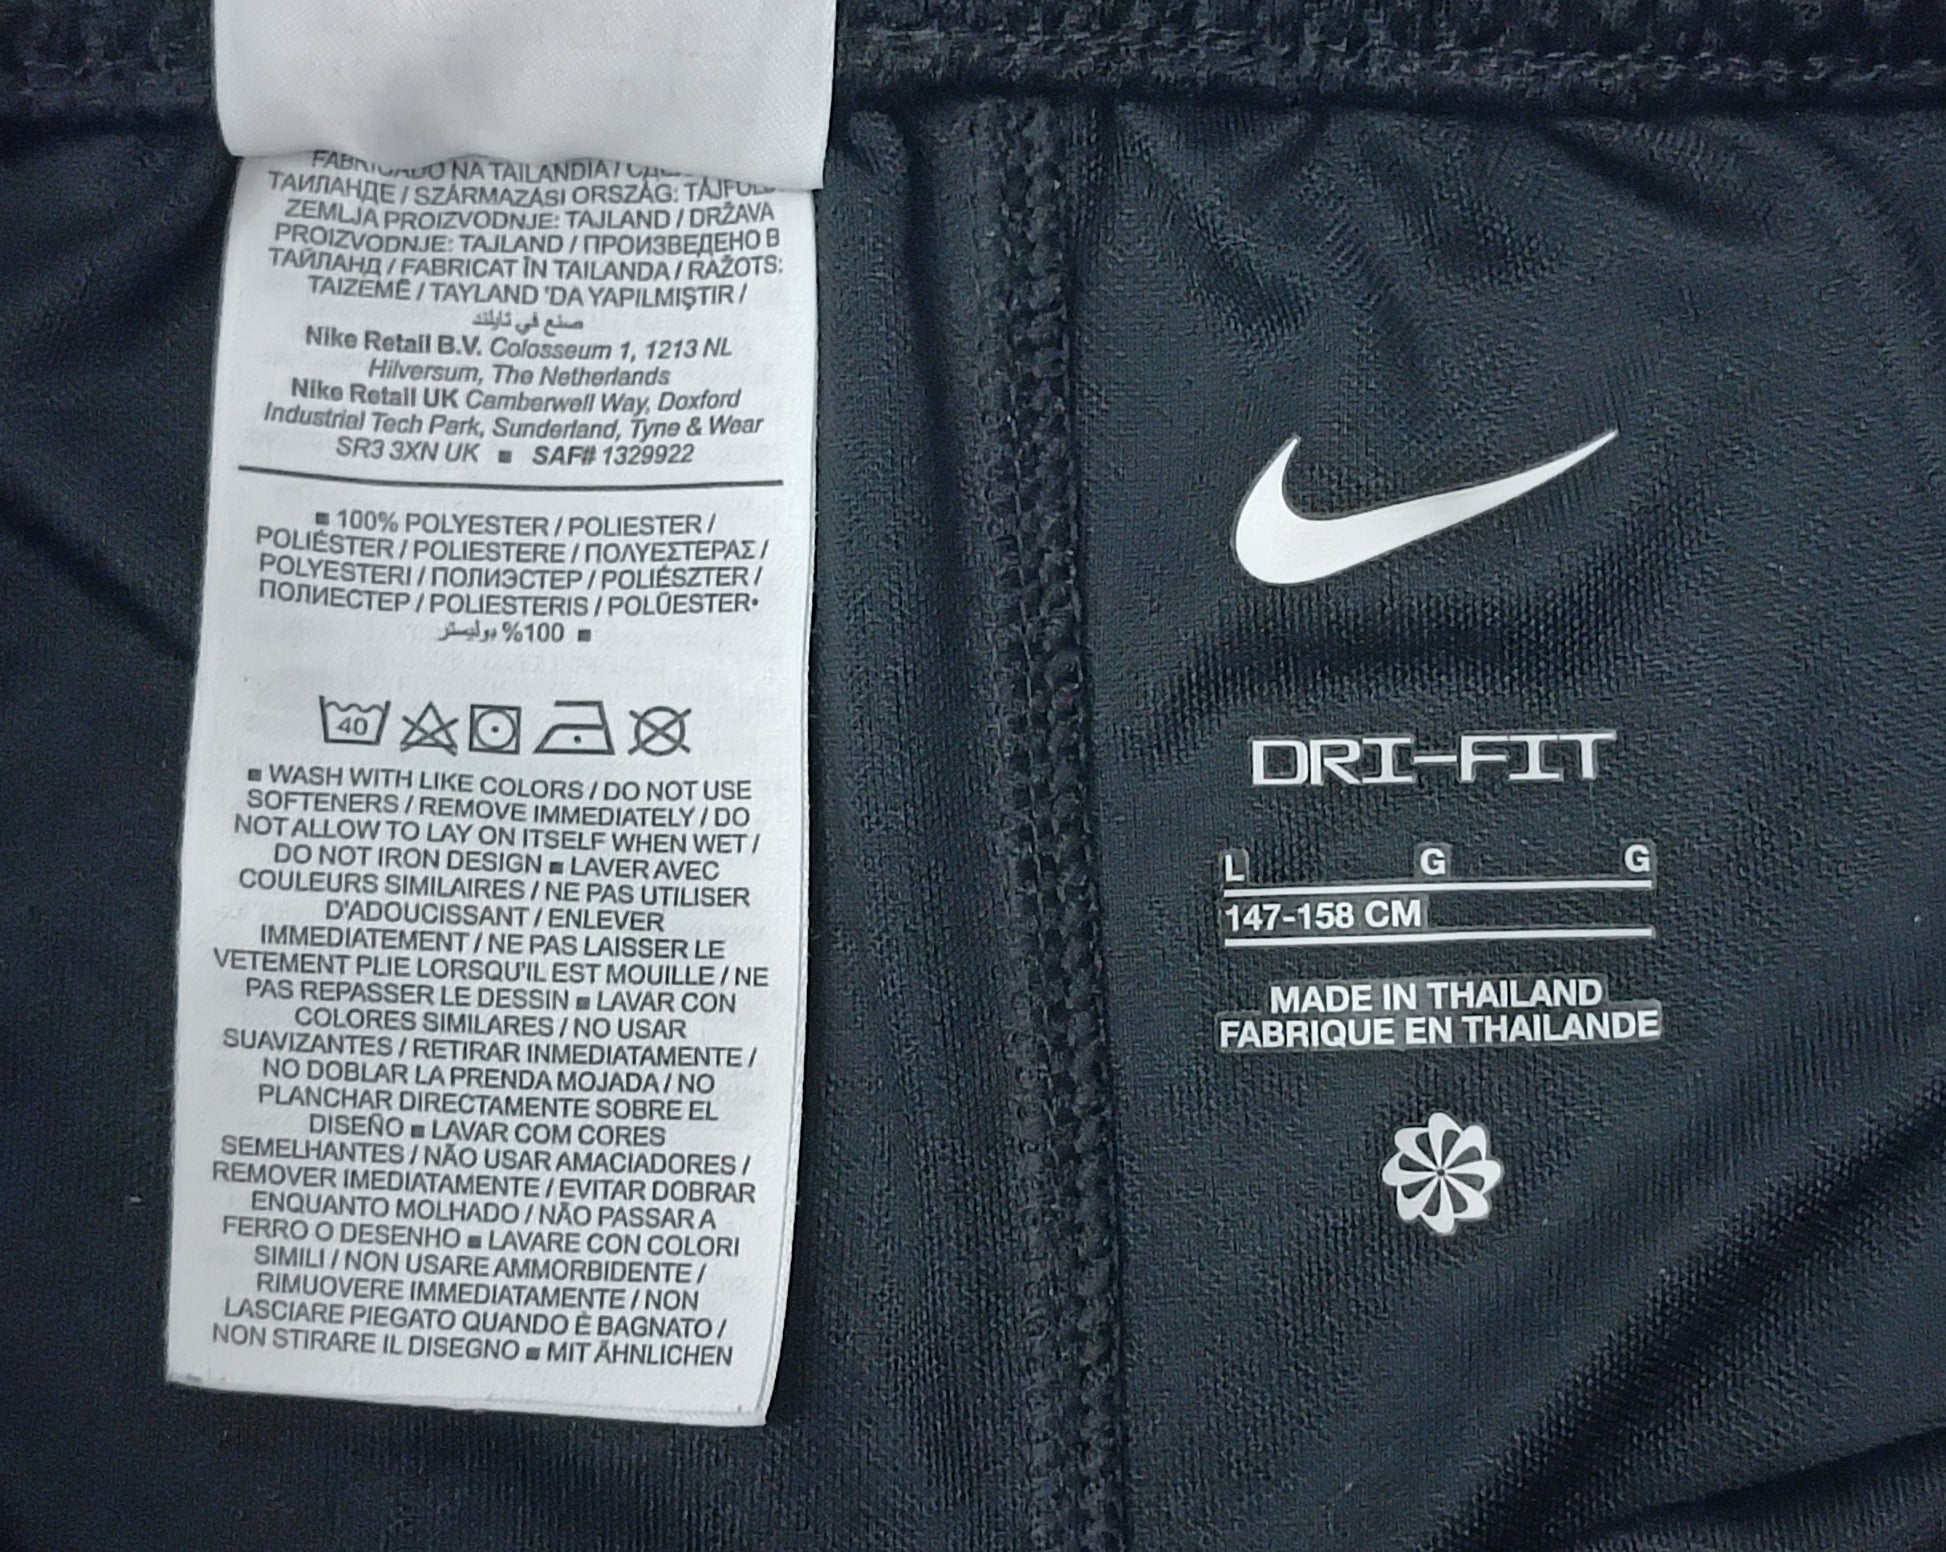 NA TAILANDIA /
ТАИЛАНДЕ / SZÁRMAZÁSI ORSZÁG:
ZEMLJA PROIZVODNJE: TAJLAND / DRŽAVA
PROIZVODNJE: TAJLAND / ПРОИЗВЕДЕНО В
ТАЙЛАНД / FABRICAT ÎN TAILANDA / RAŽOTS:
TAIZEMĒ / TAYLAND 'DA YAPILMIŞTIR /
صنع في تايلند
Nike Retail B.V. Colosseum 1, 1213 NL
Hilversum, The Netherlands
Nike Retail UK Camberwell Way, Doxford
Industrial Tech Park, Sunderland, Tyne & Wear
SR3 3XN UK ■ SAF# 1329922
■ 100% POLYESTER / POLIESTER /
POLIÉSTER / POLIESTERE / ΠΟΛΥΕΣΤΕΡΑΣ /
POLYESTERI / ПОЛИЭСТЕР / POLIÉSZTER /
ПОЛИЕСТЕР / POLIESTERIS / POLÜESTER•
■ 100% بوليستر
40
■ WASH WITH LIKE COLORS / DO NOT USE
SOFTENERS / REMOVE IMMEDIATELY / DO
NOT ALLOW TO LAY ON ITSELF WHEN WET /
DO NOT IRON DESIGN ■ LAVER AVEC
COULEURS SIMILAIRES / NE PAS UTILISER
D'ADOUCISSANT / ENLEVER
IMMEDIATEMENT / NE PAS LAISSER LE
VETEMENT PLIE LORSQU'IL EST MOUILLE / NE
PAS REPASSER LE DESSIN ■ LAVAR CON
COLORES SIMILARES / NO USAR
SUAVIZANTES / RETIRAR INMEDIATAMENTE /
NO DOBLAR LA PRENDA MOJADA / NO
PLANCHAR DIRECTAMENTE SOBRE EL
DISEÑO ■ LAVAR COM CORES
SEMELHANTES / NÃO USAR AMACIADORES /
REMOVER IMEDIATAMENTE / EVITAR DOBRAR
ENQUANTO MOLHADO / NÃO PASSAR A
FERRO O DESENHO ■ LAVARE CON COLORI
SIMILI / NON USARE AMMORBIDENTE /
RIMUOVERE IMMEDIATAMENTE / NON
LASCIARE PIEGATO QUANDO È BAGNATO /
NON STIRARE IL DISEGNO ■ MIT ÄHNLICHEN
DRI-FIT
L G G
147-158 CM
MADE IN THAILAND
FABRIQUE EN THAILANDE